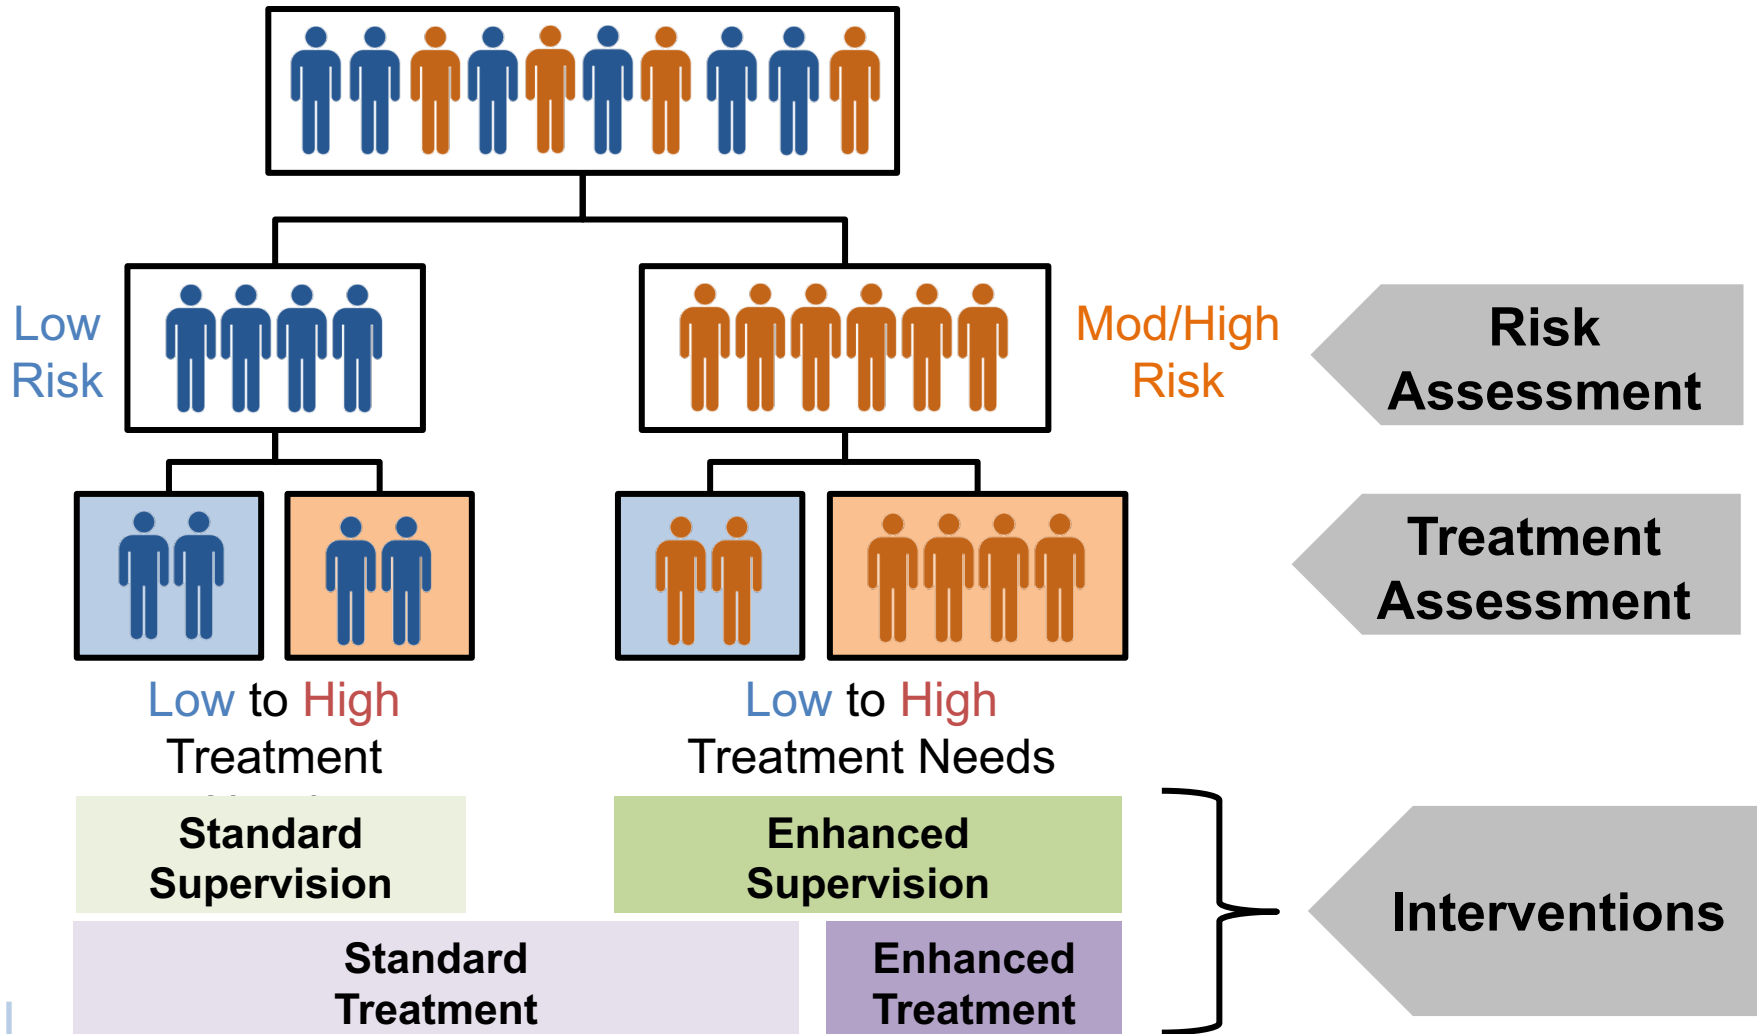 Low
Risk
Mod/High
Risk
Risk
Assessment
Treatment
Assessment
Low to High
Treatment
Low to High
Treatment Needs
Standard
Supervision
Enhanced
Supervision
Interventions
Standard
Treatment
Enhanced
Treatment